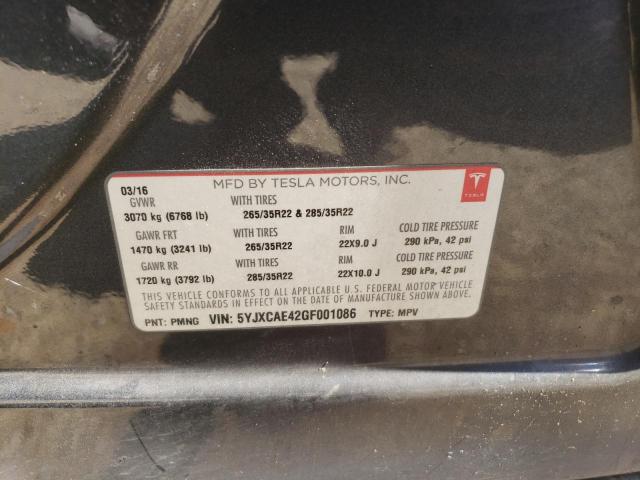 MFD BY TESLA MOTORS, INC.
TESLA
03/16
GVWR WITH TIRES
3070 kg (6768 lb) 265/35R22 & 285/35R22
GAWR FRT WITH TIRES RIM COLD TIRE PRESSURE
1470 kg (3241 lb) 265/35R22 22X9.0 J 290 kPa, 42 psi
GAWR RR WITH TIRES RIM COLD TIRE PRESSURE
1720 kg (3792 lb) 285/35R22 22X10.0 J 290 kPa, 42 psi
THIS VEHICLE CONFORMS TO ALL APPLICABLE U.S. FEDERAL MOTOR VEHICLE
SAFETY STANDARDS IN EFFECT ON THE DATE OF MANUFACTURE SHOWN ABOVE.
PNT: PMNG VIN: 5YJXCAE42GF001086 TYPE: MPV